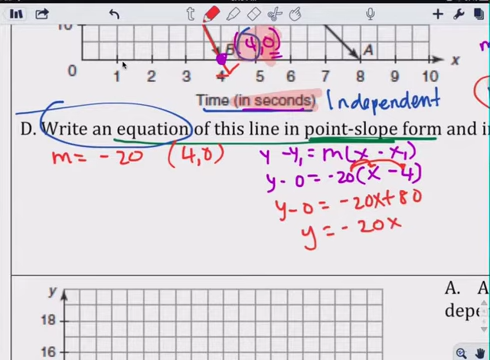 10
B (4,0)
A
0 1 2 3 4 5 6 7 8 9 10 x
Time (in seconds) Independent
D. Write an equation of this line in point-slope form and in
m = -20 (4,0) y - y₁ = m(x - x₁)
y - 0 = -20(x - 4)
y - 0 = -20x + 80
y = -20x
y
18
16
A. A
depe